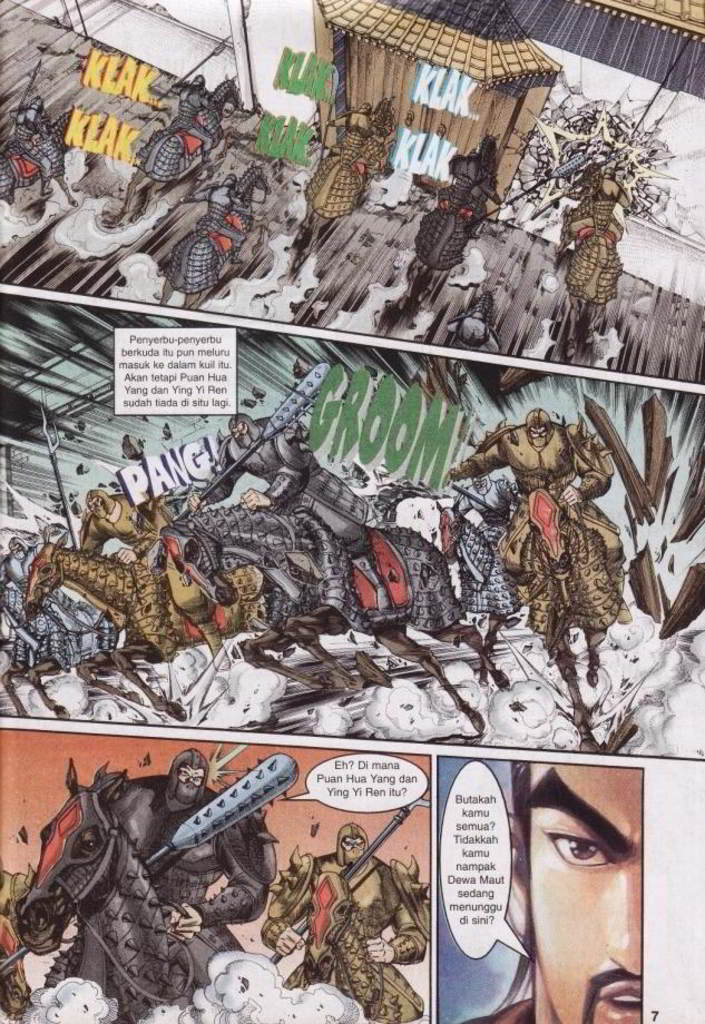 KLAK...
KLAK..
KLAK...
KLAK.
KLAK...
KLAK
Penyerbu-penyerbu
berkuda itu pun meluru
masuk ke dalam kuil itu.
Akan tetapi Puan Hua
Yang dan Ying Yi Ren
sudah tiada di situ lagi.
PANG!
GROOM
Eh? Di mana
Puan Hua Yang dan
Ying Yi Ren itu?
Butakah
kamu
semua?
Tidakkah
kamu
nampak
Dewa Maut
sedang
menunggu
di sini?
7